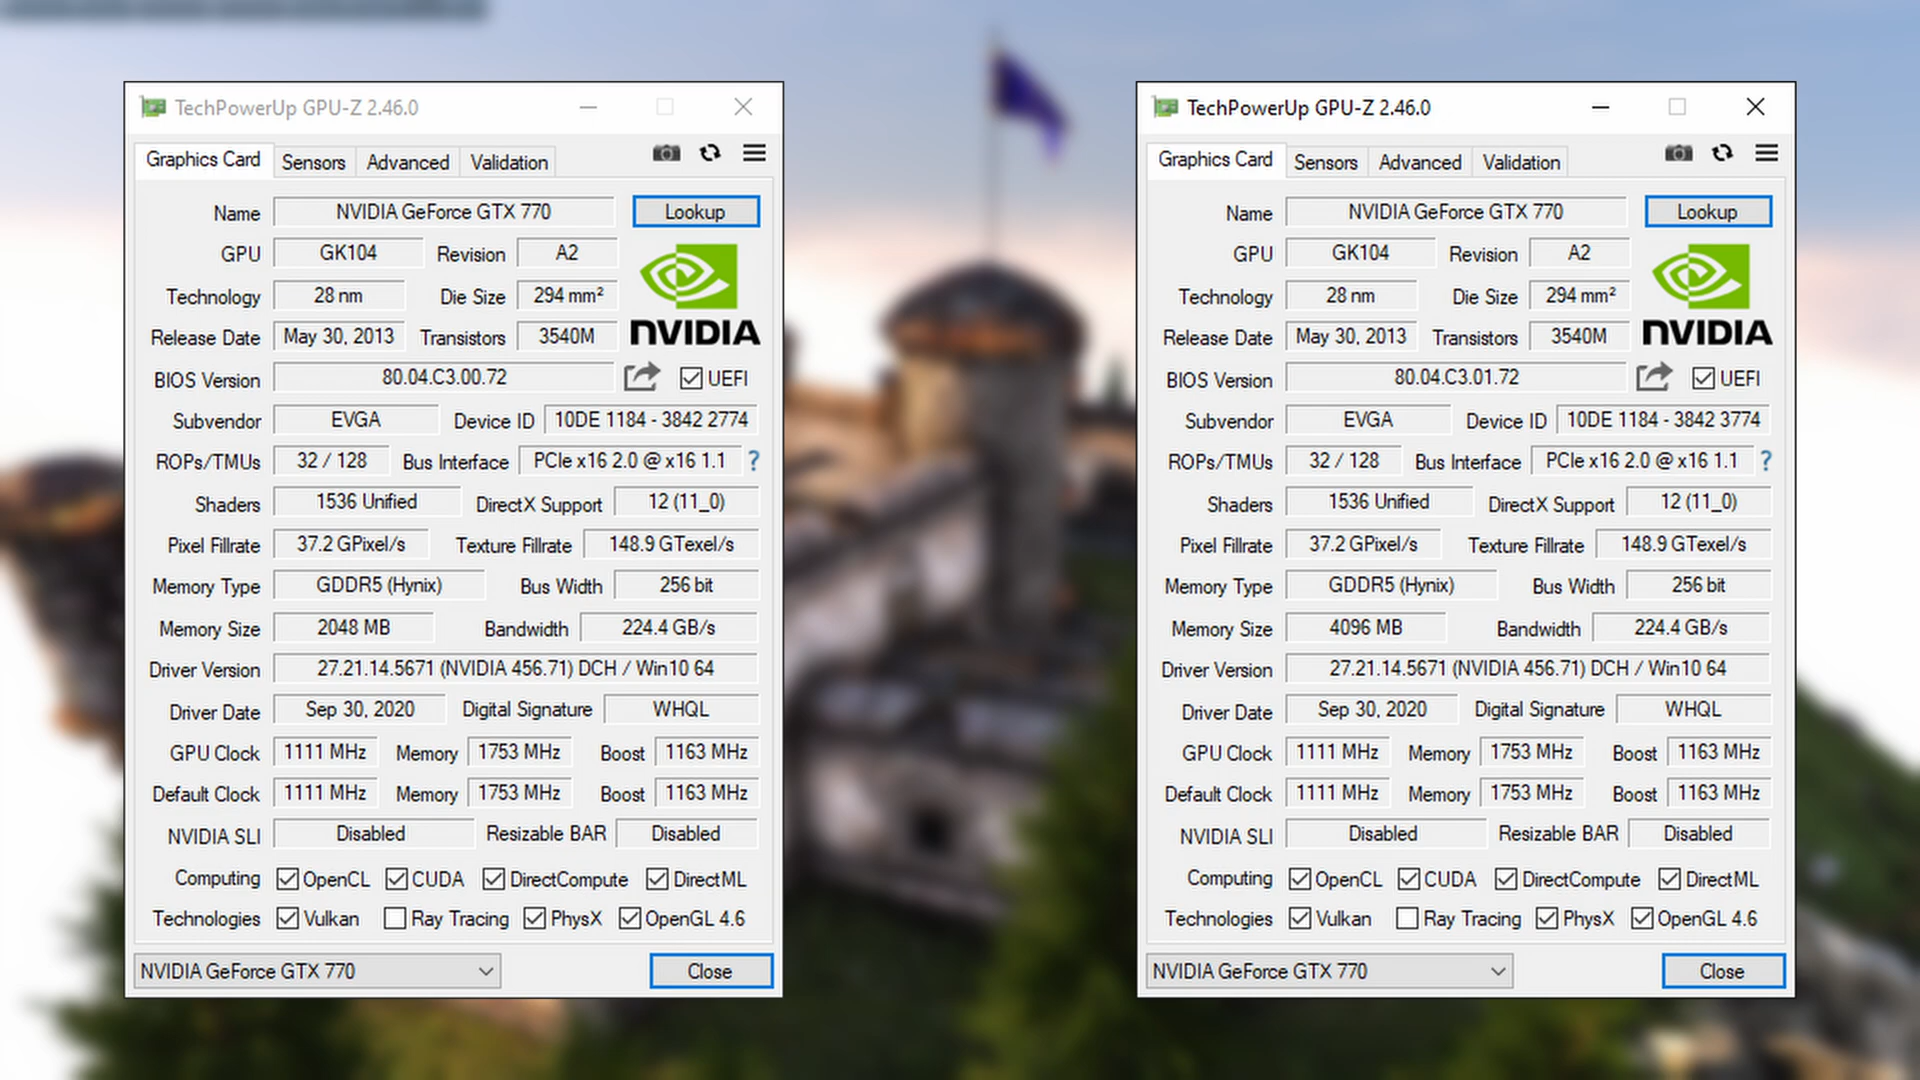 TechPowerUp GPU-Z 2.46.0
Graphics Card Sensors Advanced Validation
Name NVIDIA GeForce GTX 770 Lookup
GPU GK104 Revision A2
Technology 28 nm Die Size 294 mm²
Release Date May 30, 2013 Transistors 3540M
NVIDIA
BIOS Version 80.04.C3.00.72 UEFI
Subvendor EVGA Device ID 10DE 1184 - 3842 2774
ROPs/TMUs 32 / 128 Bus Interface PCIe x16 2.0 @ x16 1.1 ?
Shaders 1536 Unified DirectX Support 12 (11_0)
Pixel Fillrate 37.2 GPixel/s Texture Fillrate 148.9 GTexel/s
Memory Type GDDR5 (Hynix) Bus Width 256 bit
Memory Size 2048 MB Bandwidth 224.4 GB/s
Driver Version 27.21.14.5671 (NVIDIA 456.71) DCH / Win10 64
Driver Date Sep 30, 2020 Digital Signature WHQL
GPU Clock 1111 MHz Memory 1753 MHz Boost 1163 MHz
Default Clock 1111 MHz Memory 1753 MHz Boost 1163 MHz
NVIDIA SLI Disabled Resizable BAR Disabled
Computing OpenCL CUDA DirectCompute DirectML
Technologies Vulkan Ray Tracing PhysX OpenGL 4.6
NVIDIA GeForce GTX 770 Close
TechPowerUp GPU-Z 2.46.0
Graphics Card Sensors Advanced Validation
Name NVIDIA GeForce GTX 770 Lookup
GPU GK104 Revision A2
Technology 28 nm Die Size 294 mm²
Release Date May 30, 2013 Transistors 3540M
NVIDIA
BIOS Version 80.04.C3.01.72 UEFI
Subvendor EVGA Device ID 10DE 1184 - 3842 3774
ROPs/TMUs 32 / 128 Bus Interface PCIe x16 2.0 @ x16 1.1 ?
Shaders 1536 Unified DirectX Support 12 (11_0)
Pixel Fillrate 37.2 GPixel/s Texture Fillrate 148.9 GTexel/s
Memory Type GDDR5 (Hynix) Bus Width 256 bit
Memory Size 4096 MB Bandwidth 224.4 GB/s
Driver Version 27.21.14.5671 (NVIDIA 456.71) DCH / Win10 64
Driver Date Sep 30, 2020 Digital Signature WHQL
GPU Clock 1111 MHz Memory 1753 MHz Boost 1163 MHz
Default Clock 1111 MHz Memory 1753 MHz Boost 1163 MHz
NVIDIA SLI Disabled Resizable BAR Disabled
Computing OpenCL CUDA DirectCompute DirectML
Technologies Vulkan Ray Tracing PhysX OpenGL 4.6
NVIDIA GeForce GTX 770 Close